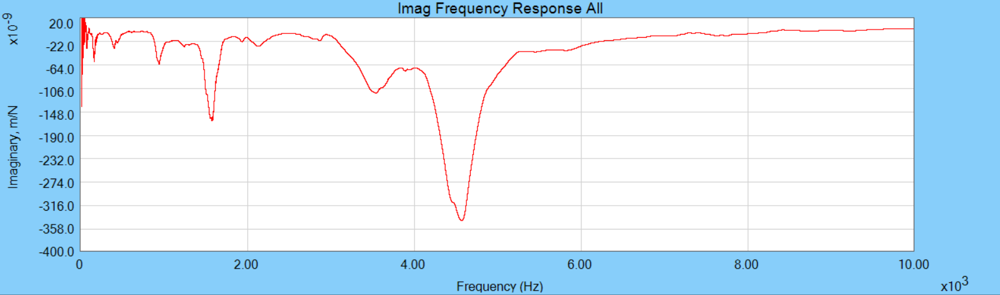 Imag Frequency Response All
x10-9
20.0
-22.0
-64.0
-106.0
-148.0
-190.0
-232.0
-274.0
-316.0
-358.0
-400.0
Imaginary, m/N
0 2.00 4.00 6.00 8.00 10.00
Frequency (Hz)
x103